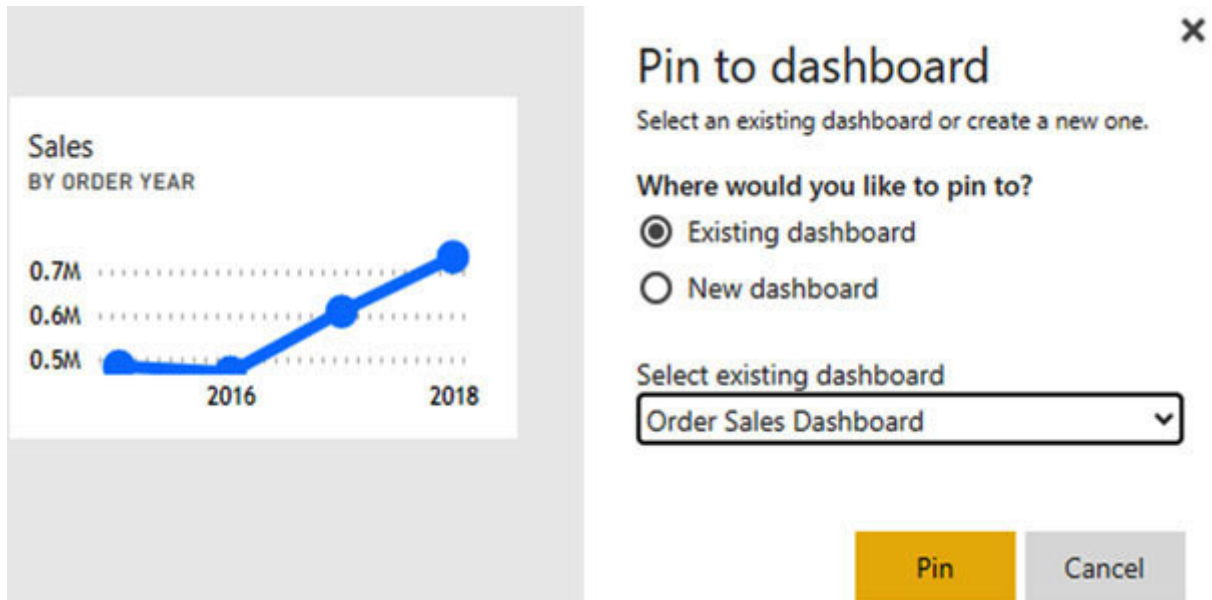 Sales
BY ORDER YEAR
0.7M
0.6M
0.5M
2016 2018
Pin to dashboard
Select an existing dashboard or create a new one.
Where would you like to pin to?
Existing dashboard
New dashboard
Select existing dashboard
Order Sales Dashboard
Pin Cancel